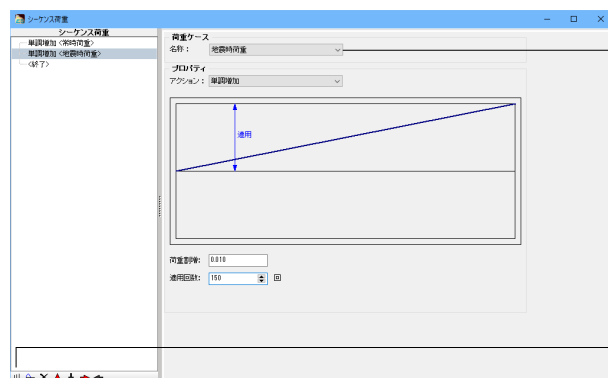 シーケンス荷重
シーケンス荷重
単調増加 <常時荷重>
単調増加 <地震時荷重>
<終了>
荷重ケース
名称： 地震時荷重
プロパティ
アクション： 単調増加
適用
荷重割増: 0.010
適用回数: 150 回